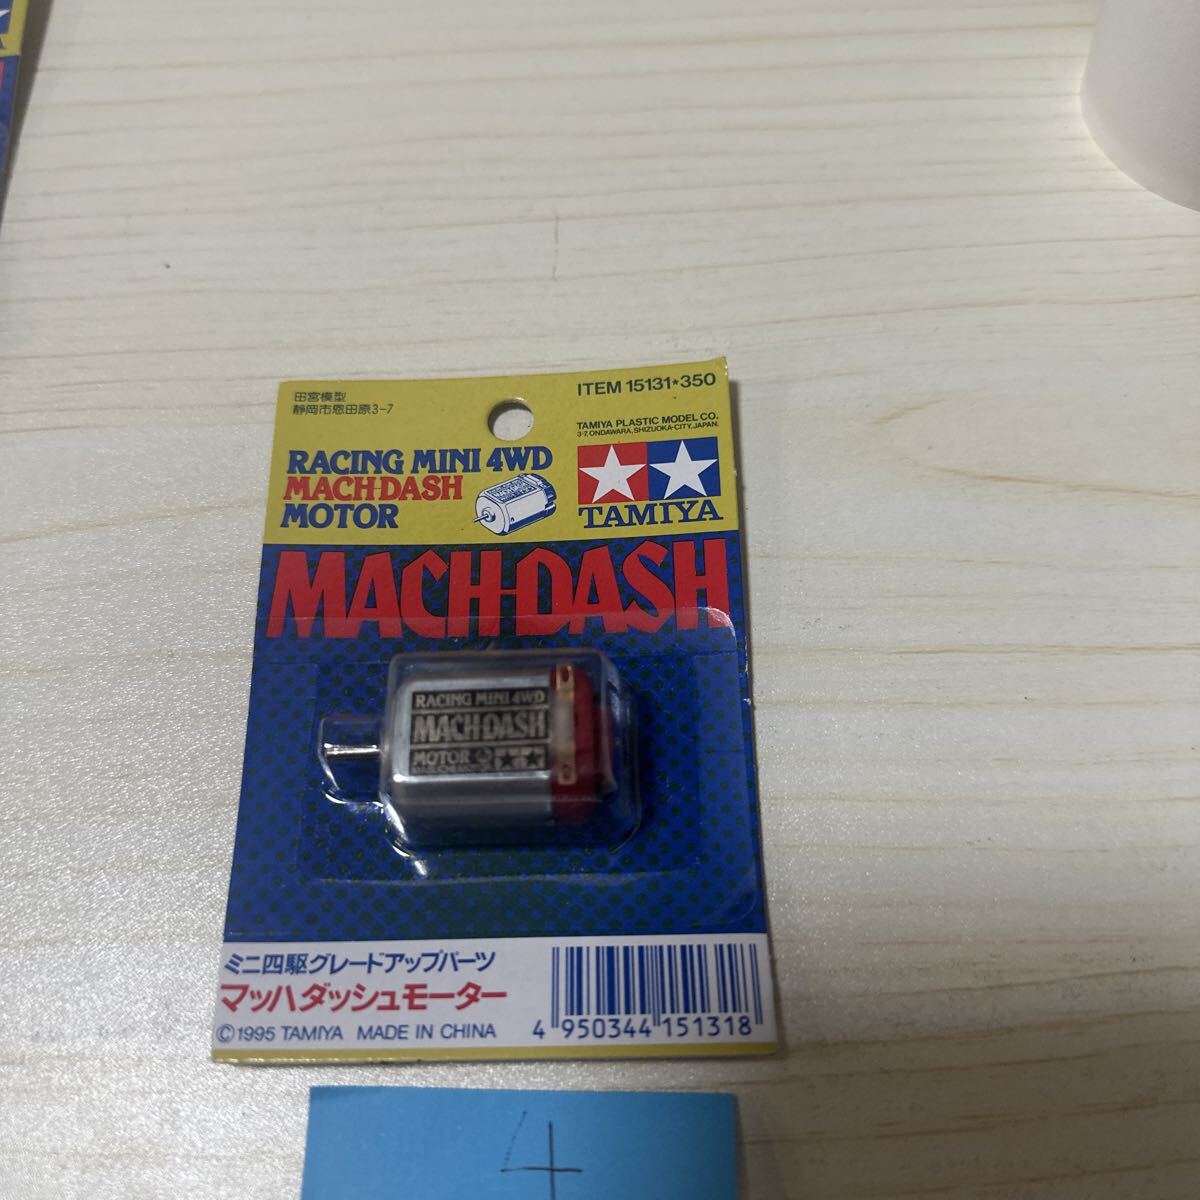 田宮模型
静岡市恩田原3-7
ITEM 15131*350
TAMIYA PLASTIC MODEL CO.
3-7, ONDAWARA, SHIZUOKA-CITY, JAPAN.
RACING MINI 4WD
MACH-DASH
MOTOR
TAMIYA
MACH-DASH
RACING MINI 4WD
MACH-DASH
MOTOR
ミニ四駆グレードアップパーツ
マッハダッシュモーター
©1995 TAMIYA MADE IN CHINA
4 950344 151318
4